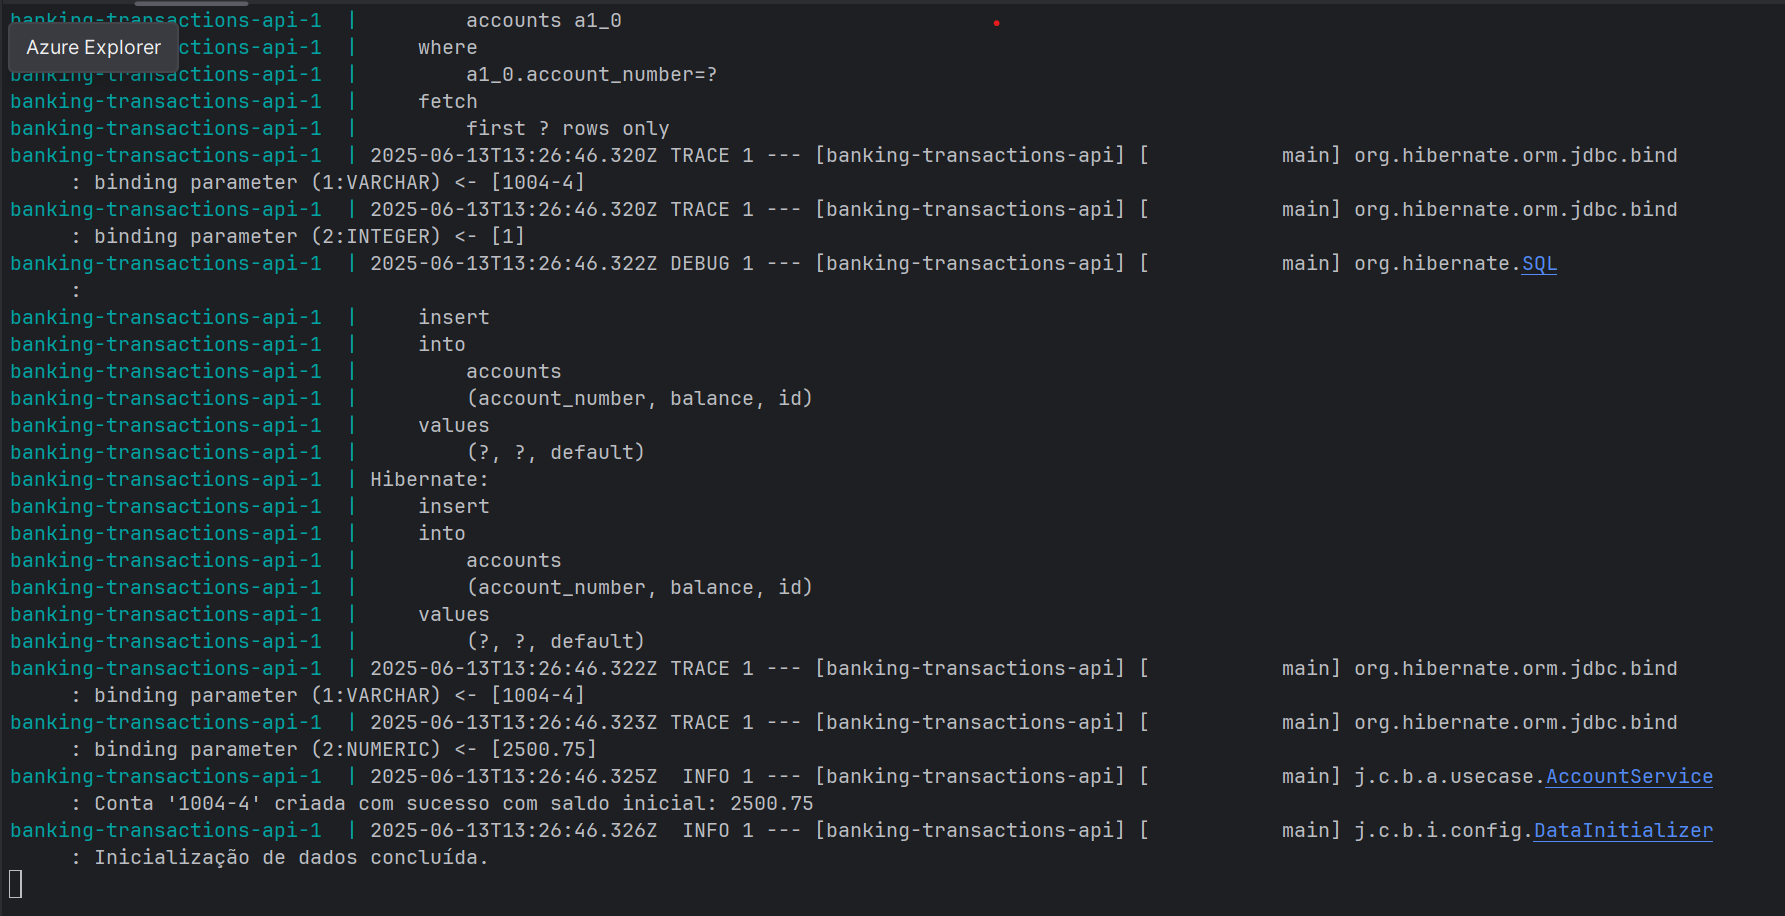 banking-transactions-api-1  |         accounts a1_0
Azure Explorer
ctions-api-1  |     where
banking-transactions-api-1  |         a1_0.account_number=?
banking-transactions-api-1  |     fetch
banking-transactions-api-1  |         first ? rows only
banking-transactions-api-1  | 2025-06-13T13:26:46.320Z TRACE 1 --- [banking-transactions-api] [           main] org.hibernate.orm.jdbc.bind
     : binding parameter (1:VARCHAR) <- [1004-4]
banking-transactions-api-1  | 2025-06-13T13:26:46.320Z TRACE 1 --- [banking-transactions-api] [           main] org.hibernate.orm.jdbc.bind
     : binding parameter (2:INTEGER) <- [1]
banking-transactions-api-1  | 2025-06-13T13:26:46.322Z DEBUG 1 --- [banking-transactions-api] [           main] org.hibernate.SQL
     :
banking-transactions-api-1  |     insert
banking-transactions-api-1  |     into
banking-transactions-api-1  |         accounts
banking-transactions-api-1  |         (account_number, balance, id)
banking-transactions-api-1  |     values
banking-transactions-api-1  |         (?, ?, default)
banking-transactions-api-1  | Hibernate:
banking-transactions-api-1  |     insert
banking-transactions-api-1  |     into
banking-transactions-api-1  |         accounts
banking-transactions-api-1  |         (account_number, balance, id)
banking-transactions-api-1  |     values
banking-transactions-api-1  |         (?, ?, default)
banking-transactions-api-1  | 2025-06-13T13:26:46.322Z TRACE 1 --- [banking-transactions-api] [           main] org.hibernate.orm.jdbc.bind
     : binding parameter (1:VARCHAR) <- [1004-4]
banking-transactions-api-1  | 2025-06-13T13:26:46.323Z TRACE 1 --- [banking-transactions-api] [           main] org.hibernate.orm.jdbc.bind
     : binding parameter (2:NUMERIC) <- [2500.75]
banking-transactions-api-1  | 2025-06-13T13:26:46.325Z  INFO 1 --- [banking-transactions-api] [           main] j.c.b.a.usecase.AccountService
     : Conta '1004-4' criada com sucesso com saldo inicial: 2500.75
banking-transactions-api-1  | 2025-06-13T13:26:46.326Z  INFO 1 --- [banking-transactions-api] [           main] j.c.b.i.config.DataInitializer
     : Inicialização de dados concluída.